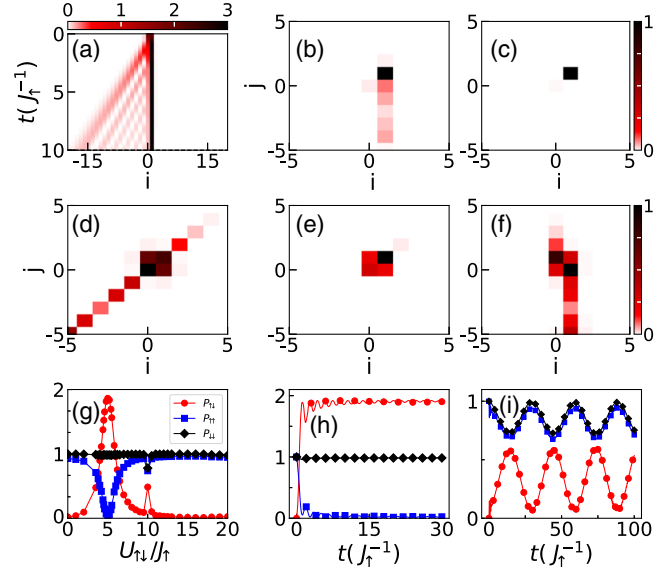 0 1 2 3
(a) (b) (c)
0 5 10
t(J↑⁻¹)
-15 0 15
i
5 0 -5
j
-5 0 5
i
-5 0 5
i
1 0
(d) (e) (f)
5 0 -5
j
-5 0 5
i
-5 0 5
i
-5 0 5
i
1 0
(g) (h) (i)
P↑↓
P↑↑
P↓↓
2 1 0
0 5 10 15 20
U↑↓/J↑
2 1 0
0 15 30
t(J↑⁻¹)
1 0
0 25 50 75 100
t(J↑⁻¹)